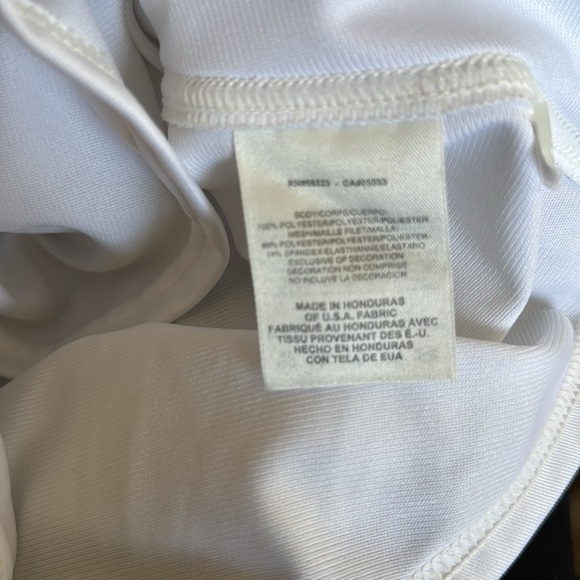 BODY/CORPS/CUERPO:
100% POLYESTER/POLYESTER/POLIESTER
MESH/MAILLE FILET/MALLA:
POLYESTER/POLYESTER/POLIESTER
14% SPANDEX/ELASTHANNE/ELASTANO
EXCLUSIVE OF DECORATION
DECORATION NON COMPRISE
NO INCLUYE LA DECORACION
MADE IN HONDURAS
OF U.S.A. FABRIC
FABRIQUÉ AU HONDURAS AVEC
TISSU PROVENANT DES É.-U.
HECHO EN HONDURAS
CON TELA DE EUA